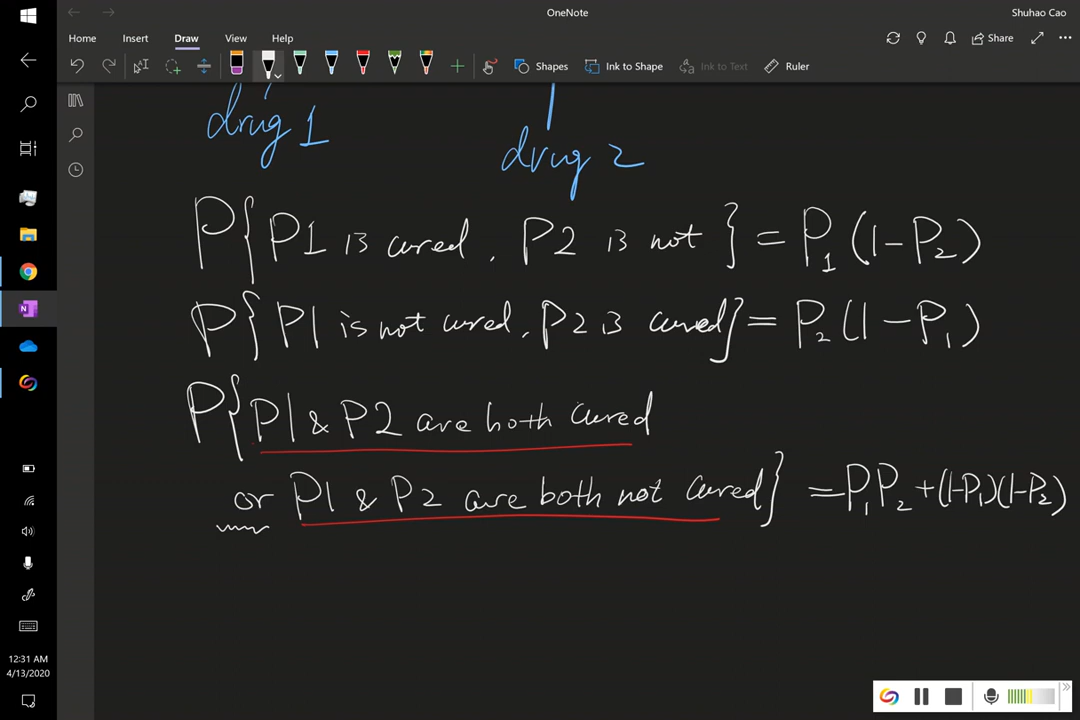 OneNote
Shuhao Cao
Home Insert Draw View Help
Share
Shapes Ink to Shape Ink to Text Ruler
drug 1
drug 2
P{P1 is cured, P2 is not} = P₁(1-P₂)
P{P1 is not cured, P2 is cured} = P₂(1-P₁)
P{P1 & P2 are both cured
or P1 & P2 are both not cured} = P₁P₂+(1-P₁)(1-P₂)
12:31 AM
4/13/2020